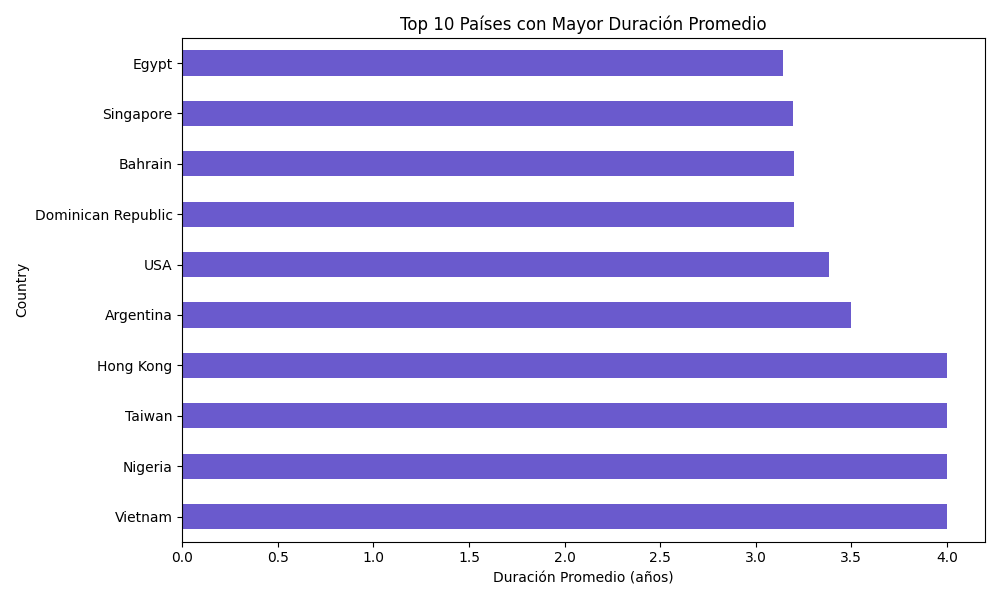 Top 10 Países con Mayor Duración Promedio
Country
Egypt
Singapore
Bahrain
Dominican Republic
USA
Argentina
Hong Kong
Taiwan
Nigeria
Vietnam
0.0 0.5 1.0 1.5 2.0 2.5 3.0 3.5 4.0
Duración Promedio (años)